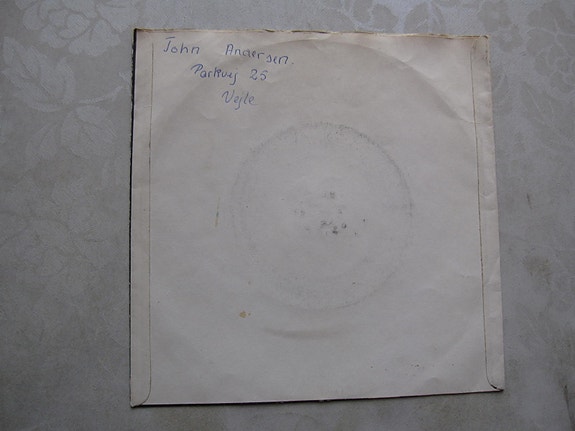 John Andersen.
Parkvej 25
Vejle